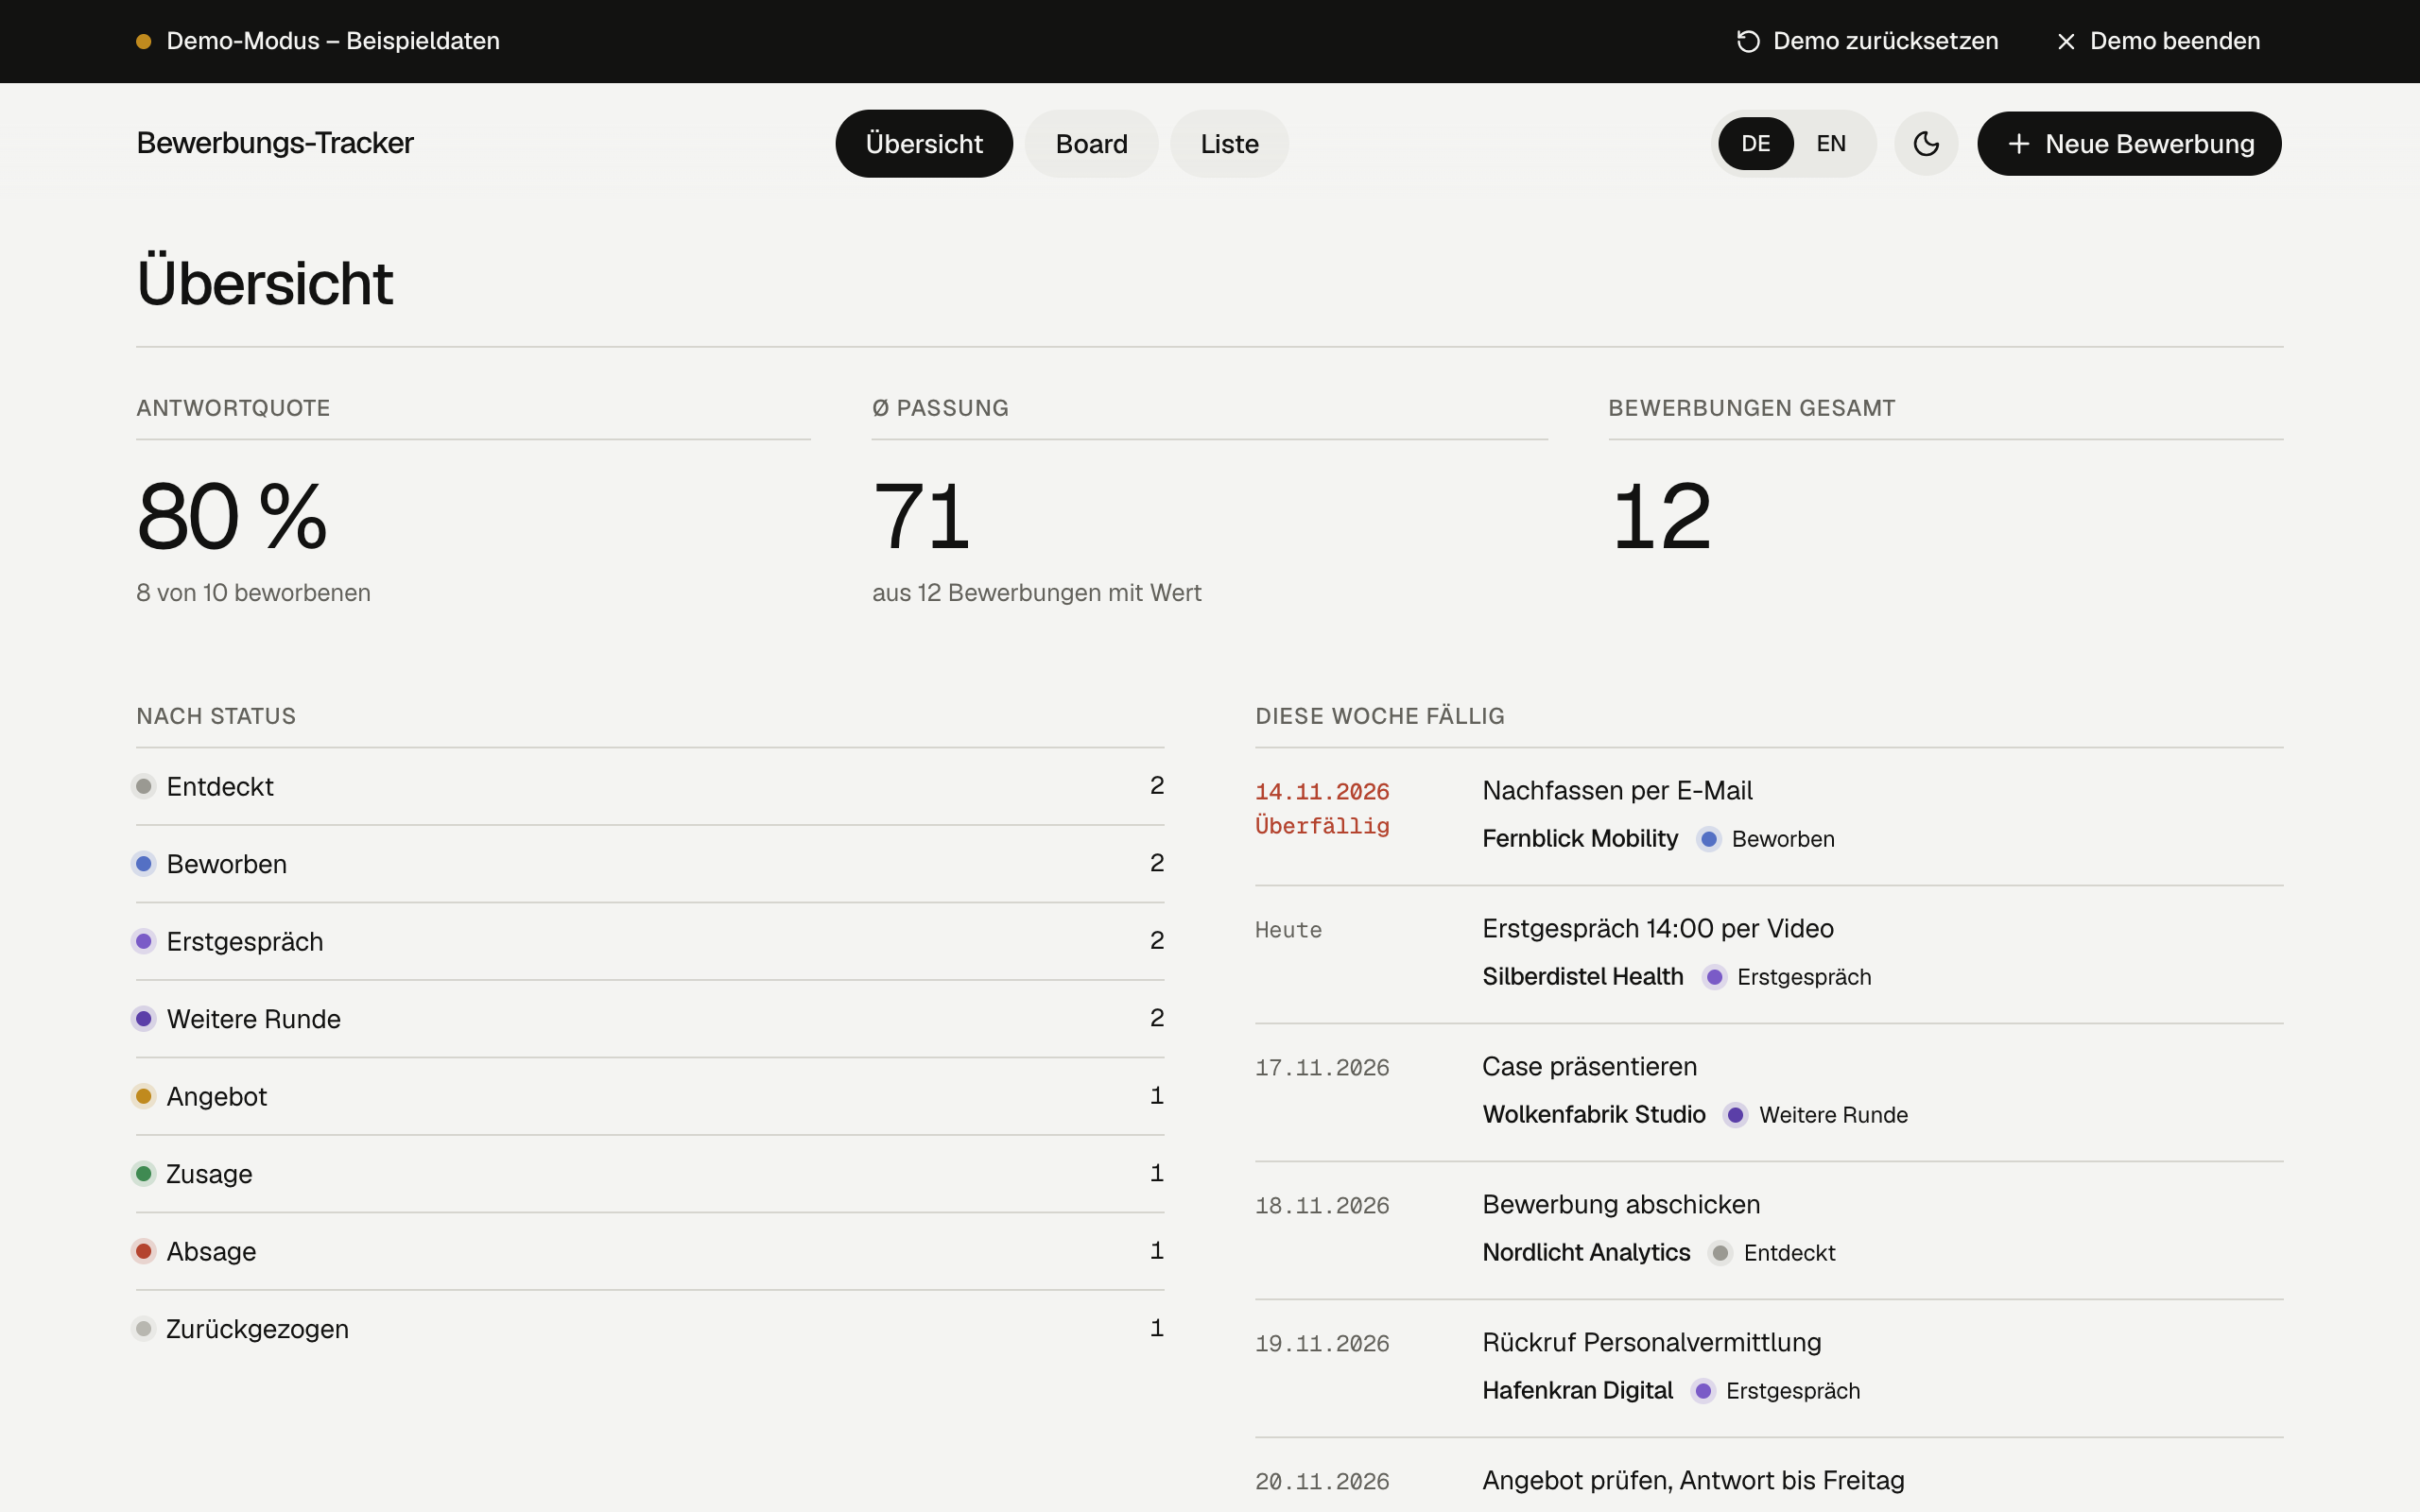 Demo-Modus – Beispieldaten
Demo zurücksetzen
Demo beenden
Bewerbungs-Tracker
Übersicht
Board
Liste
DE
EN
Neue Bewerbung
Übersicht
ANTWORTQUOTE
80 %
8 von 10 beworbenen
Ø PASSUNG
71
aus 12 Bewerbungen mit Wert
BEWERBUNGEN GESAMT
12
NACH STATUS
Entdeckt 2
Beworben 2
Erstgespräch 2
Weitere Runde 2
Angebot 1
Zusage 1
Absage 1
Zurückgezogen 1
DIESE WOCHE FÄLLIG
14.11.2026
Überfällig
Nachfassen per E-Mail
Fernblick Mobility Beworben
Heute
Erstgespräch 14:00 per Video
Silberdistel Health Erstgespräch
17.11.2026
Case präsentieren
Wolkenfabrik Studio Weitere Runde
18.11.2026
Bewerbung abschicken
Nordlicht Analytics Entdeckt
19.11.2026
Rückruf Personalvermittlung
Hafenkran Digital Erstgespräch
20.11.2026
Angebot prüfen, Antwort bis Freitag